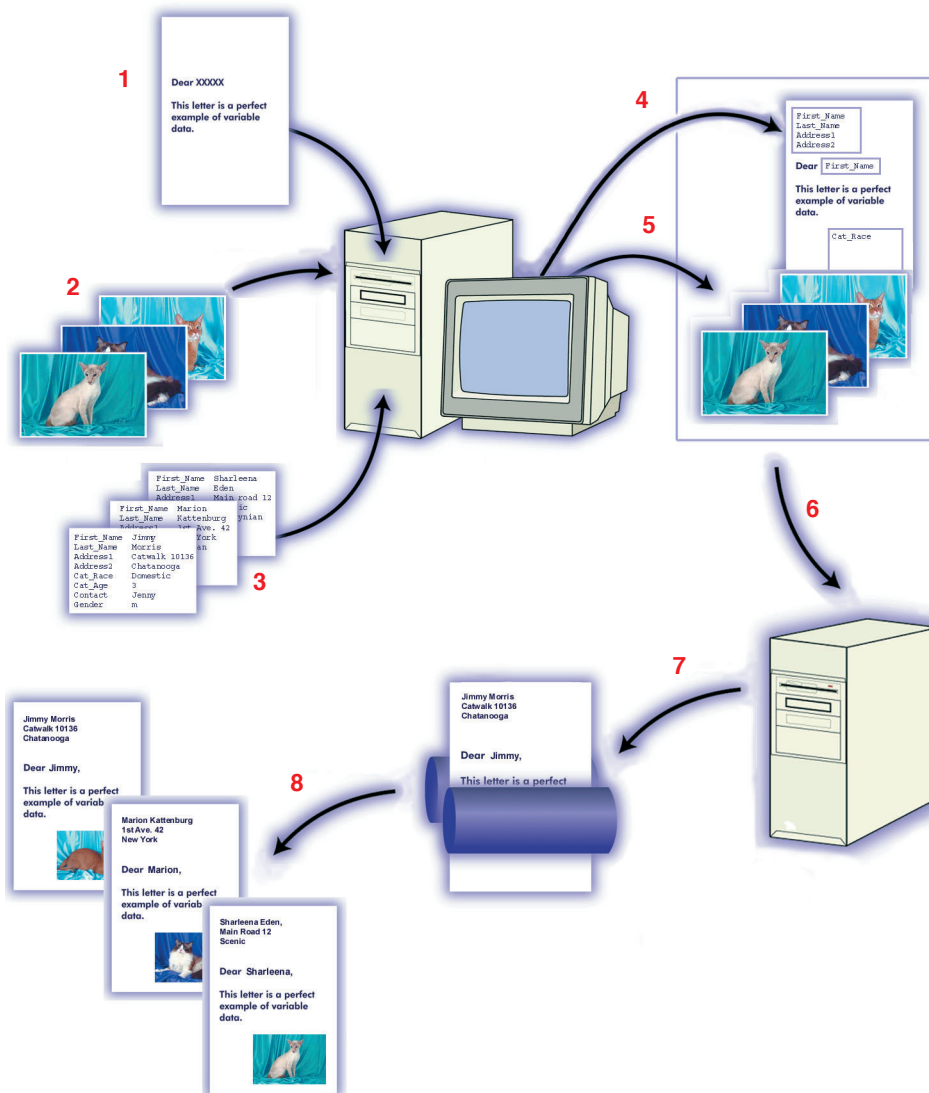 1
Dear XXXXX
This letter is a perfect
example of variable
data.
2
First_Name Sharleena
Last_Name Eden
Address1 Main road 12
First_Name Marion
Last_Name Kattenburg
1st Ave. 42
First_Name Jimmy
Last_Name Morris
Address1 Catwalk 10136
Address2 Chatanooga
Cat_Race Domestic
Cat_Age 3
Contact Jenny
Gender m
3
4
First_Name
Last_Name
Address1
Address2
Dear First_Name
This letter is a perfect
example of variable
data.
Cat_Race
5
6
7
Jimmy Morris
Catwalk 10136
Chatanooga
Dear Jimmy,
This letter is a perfect
8
Jimmy Morris
Catwalk 10136
Chatanooga
Dear Jimmy,
This letter is a perfect
example of variab
data.
Marion Kattenburg
1st Ave. 42
New York
Dear Marion,
This letter is a perfect
example of variab
data.
Sharleena Eden,
Main Road 12
Scenic
Dear Sharleena,
This letter is a perfect
example of variable
data.